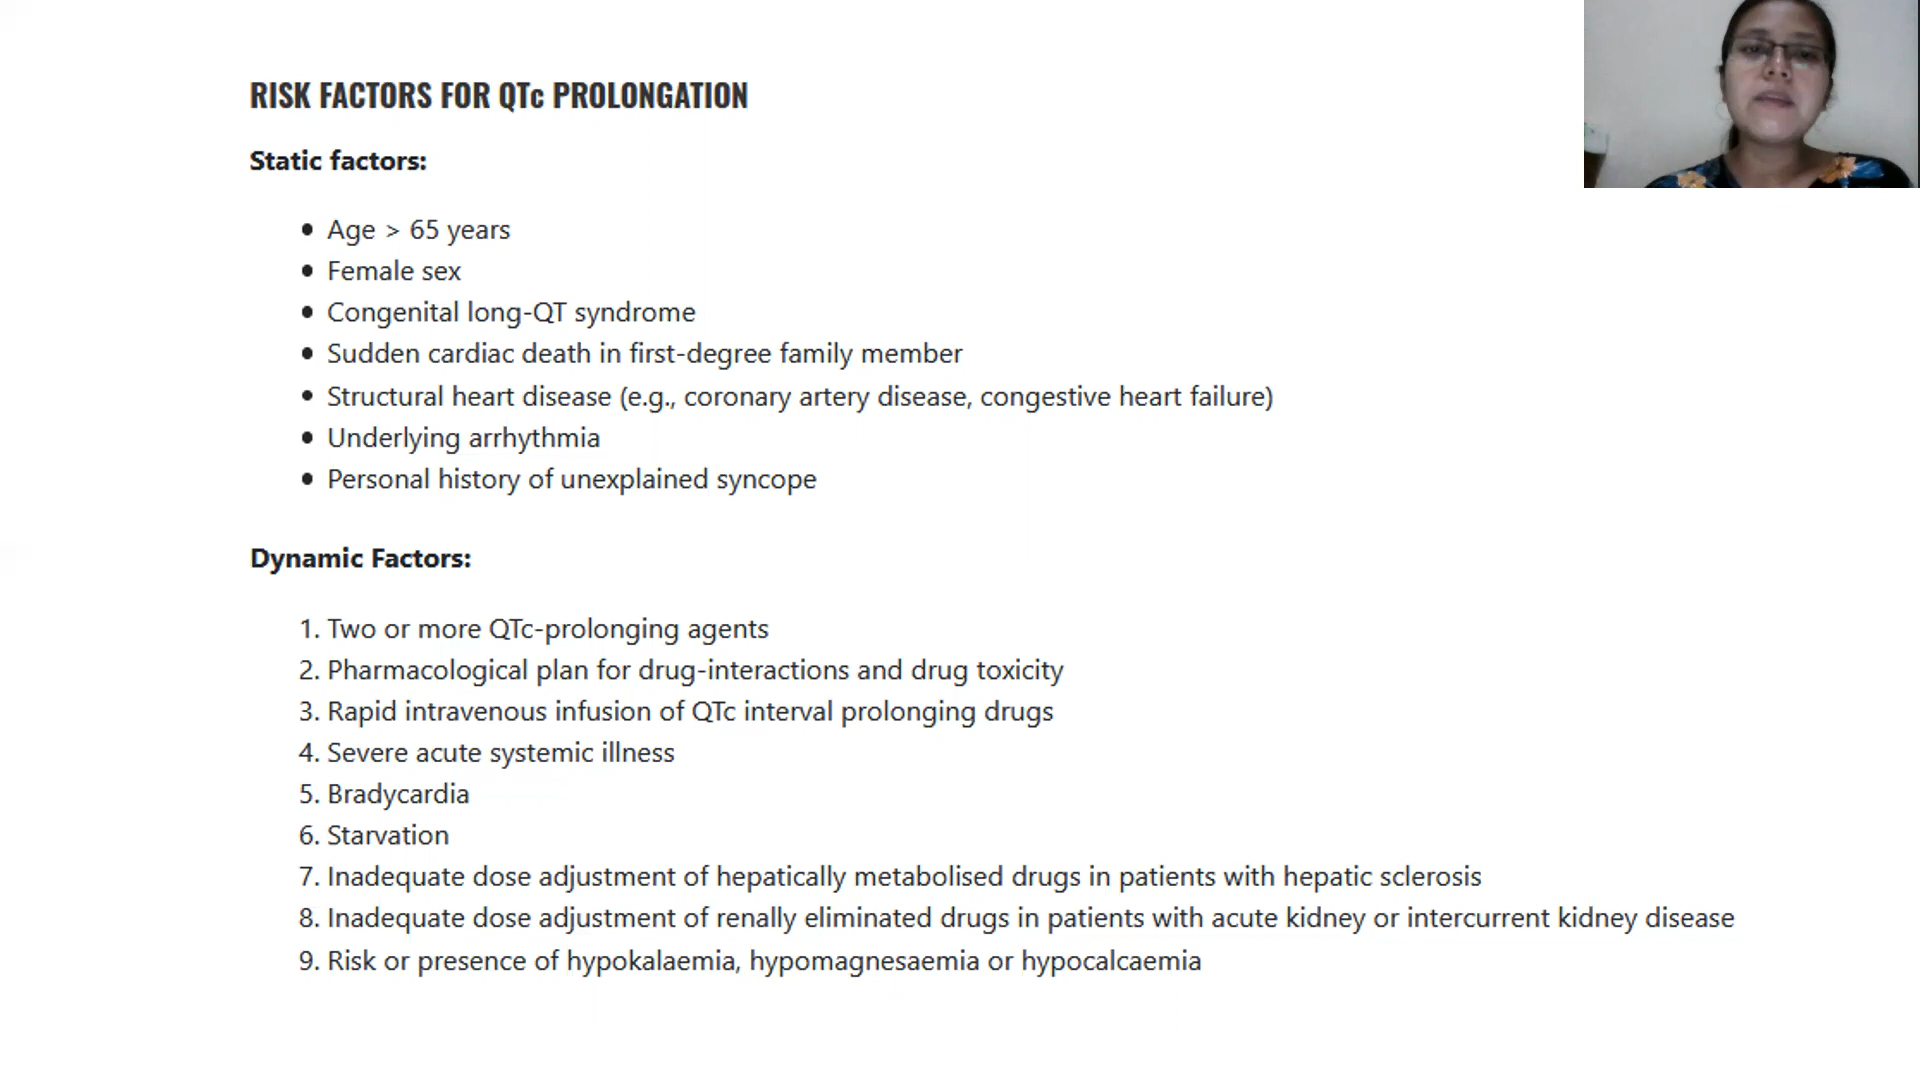 RISK FACTORS FOR QTc PROLONGATION
Static factors:
• Age > 65 years
• Female sex
• Congenital long-QT syndrome
• Sudden cardiac death in first-degree family member
• Structural heart disease (e.g., coronary artery disease, congestive heart failure)
• Underlying arrhythmia
• Personal history of unexplained syncope
Dynamic Factors:
1. Two or more QTc-prolonging agents
2. Pharmacological plan for drug-interactions and drug toxicity
3. Rapid intravenous infusion of QTc interval prolonging drugs
4. Severe acute systemic illness
5. Bradycardia
6. Starvation
7. Inadequate dose adjustment of hepatically metabolised drugs in patients with hepatic sclerosis
8. Inadequate dose adjustment of renally eliminated drugs in patients with acute kidney or intercurrent kidney disease
9. Risk or presence of hypokalaemia, hypomagnesaemia or hypocalcaemia